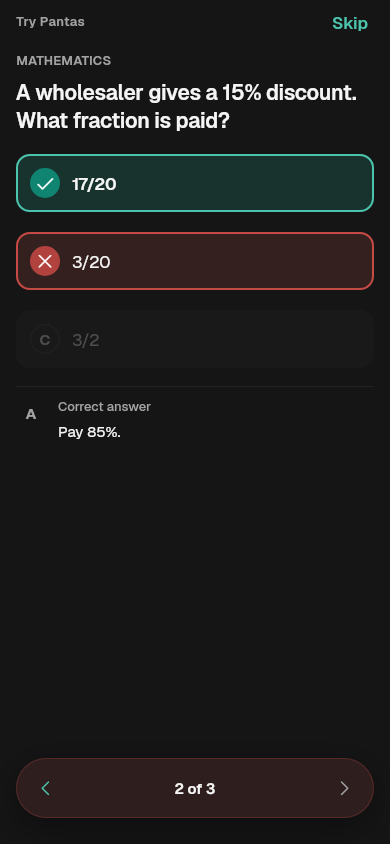 Try Pantas
Skip
MATHEMATICS
A wholesaler gives a 15% discount.
What fraction is paid?
17/20
3/20
C
3/2
A
Correct answer
Pay 85%.
2 of 3